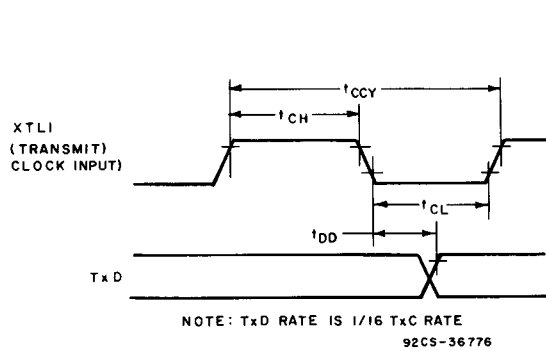 tCCY
tCH
XTLI
(TRANSMIT)
CLOCK INPUT)
tCL
tDD
TxD
NOTE: TxD RATE IS 1/16 TxC RATE
92CS-36776